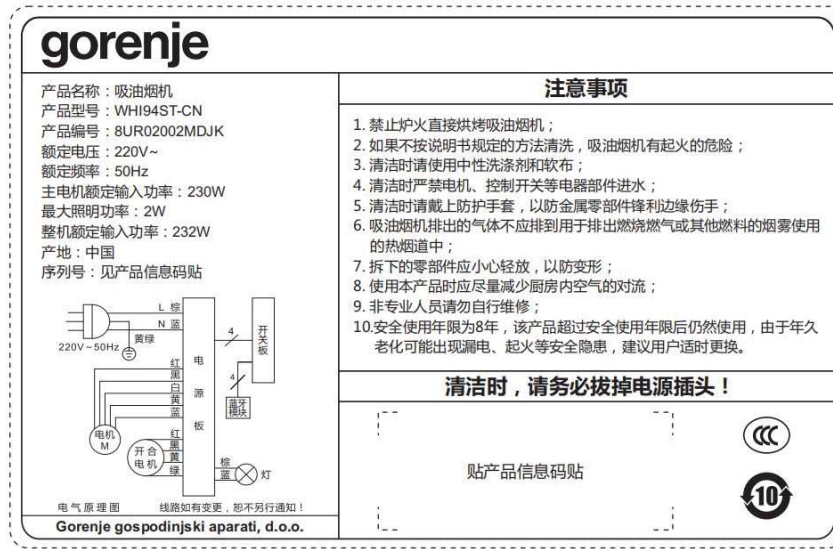 gorenje
产品名称：吸油烟机
产品型号：WHI94ST-CN
产品编号：8UR02002MDJK
额定电压：220V~
额定频率：50Hz
主电机额定输入功率：230W
最大照明功率：2W
整机额定输入功率：232W
产地：中国
序列号：见产品信息码贴
L 棕
N 蓝
黄绿
220V~50Hz
电源板
4
开关板
4
蓝牙
模块
红
黑
白
黄
蓝
电机
M
红
黑
黄
绿
开合
电机
棕
蓝
灯
电气原理图
线路如有变更，恕不另行通知！
Gorenje gospodinjski aparati, d.o.o.
注意事项
1. 禁止炉火直接烘烤吸油烟机；
2. 如果不按说明书规定的方法清洗，吸油烟机有起火的危险；
3. 清洁时请使用中性洗涤剂和软布；
4. 清洁时严禁电机、控制开关等电器部件进水；
5. 清洁时请戴上防护手套，以防金属零部件锋利边缘伤手；
6. 吸油烟机排出的气体不应排到用于排出燃烧燃气或其他燃料的烟雾使用
的热烟道中；
7. 拆下的零部件应小心轻放，以防变形；
8. 使用本产品时应尽量减少厨房内空气的对流；
9. 非专业人员请勿自行维修；
10.安全使用年限为8年，该产品超过安全使用年限后仍然使用，由于年久
老化可能出现漏电、起火等安全隐患，建议用户适时更换。
清洁时，请务必拔掉电源插头！
贴产品信息码贴
CCC
10